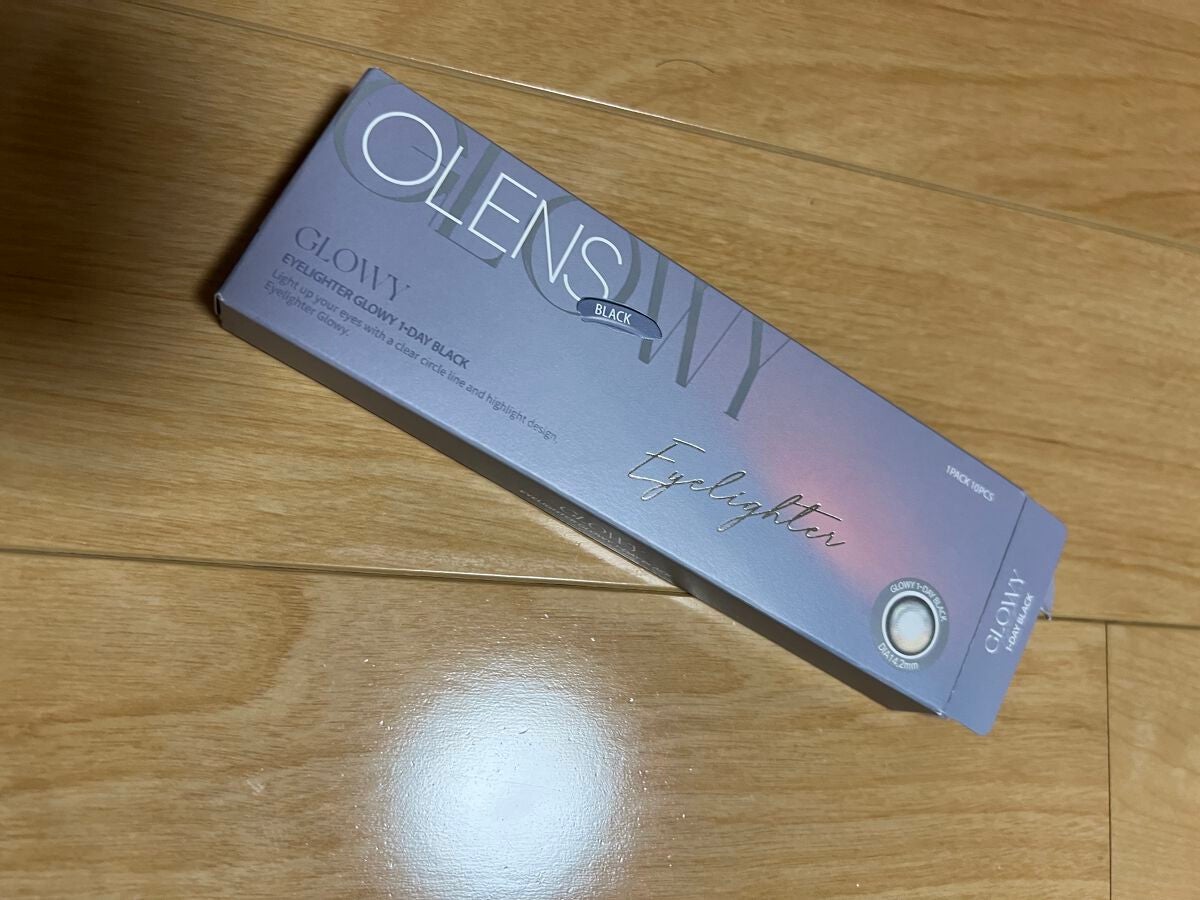 GLOWY
OLENS
BLACK
GLOWY
EYELIGHTER GLOWY 1-DAY BLACK
Light up your eyes with a clear circle line and highlight design,
Eyelighter Glowy.
Eyelighter
1PACK 10PCS
GLOWY 1-DAY BLACK
DIA14.2mm
GLOWY
1-DAY BLACK
GLOWY